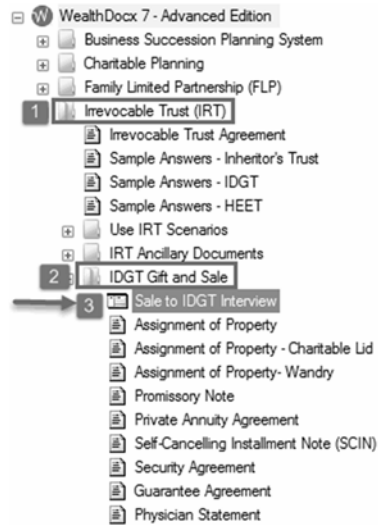 WealthDocx 7 - Advanced Edition
Business Succession Planning System
Charitable Planning
Family Limited Partnership (FLP)
1 Irrevocable Trust (IRT)
Irrevocable Trust Agreement
Sample Answers - Inheritor's Trust
Sample Answers - IDGT
Sample Answers - HEET
Use IRT Scenarios
IRT Ancillary Documents
2 IDGT Gift and Sale
3 Sale to IDGT Interview
Assignment of Property
Assignment of Property - Charitable Lid
Assignment of Property- Wandry
Promissory Note
Private Annuity Agreement
Self-Cancelling Installment Note (SCIN)
Security Agreement
Guarantee Agreement
Physician Statement